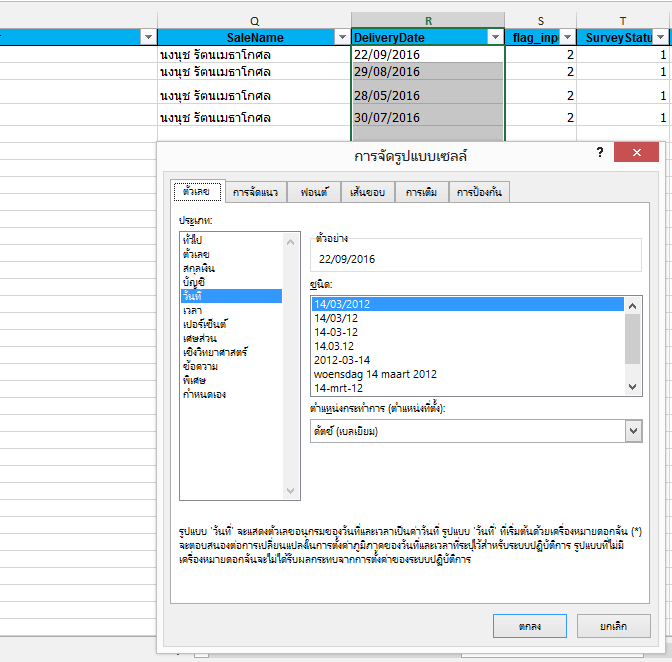 Q R S T
SaleName DeliveryDate flag_inp SurveyStatu
นงนุช รัตนเมธาโกศล 22/09/2016 2 1
นงนุช รัตนเมธาโกศล 29/08/2016 2 1
นงนุช รัตนเมธาโกศล 28/05/2016 2 1
นงนุช รัตนเมธาโกศล 30/07/2016 2 1
การจัดรูปแบบเซลล์ ?
ตัวเลข การจัดแนว ฟอนต์ เส้นขอบ การเติม การป้องกัน
ประเภท:
ทั่วไป
ตัวเลข
สกุลเงิน
บัญชี
วันที่
เวลา
เปอร์เซ็นต์
เศษส่วน
เชิงวิทยาศาสตร์
ข้อความ
พิเศษ
กำหนดเอง
ตัวอย่าง
22/09/2016
ชนิด:
14/03/2012
14/03/12
14-03-12
14.03.12
2012-03-14
woensdag 14 maart 2012
14-mrt-12
ตำแหน่งกระทำการ (ตำแหน่งที่ตั้ง):
ดัตช์ (เบลเยียม)
รูปแบบ 'วันที่' จะแสดงตัวเลขอนุกรมของวันที่และเวลาเป็นค่าวันที่ รูปแบบ 'วันที่' ที่เริ่มต้นด้วยเครื่องหมายดอกจัน (*)
จะตอบสนองต่อการเปลี่ยนแปลงในการตั้งค่าภูมิภาคของวันที่และเวลาที่ระบุไว้สำหรับระบบปฏิบัติการ รูปแบบที่ไม่มี
เครื่องหมายดอกจันจะไม่ได้รับผลกระทบจากการตั้งค่าของระบบปฏิบัติการ
ตกลง ยกเลิก